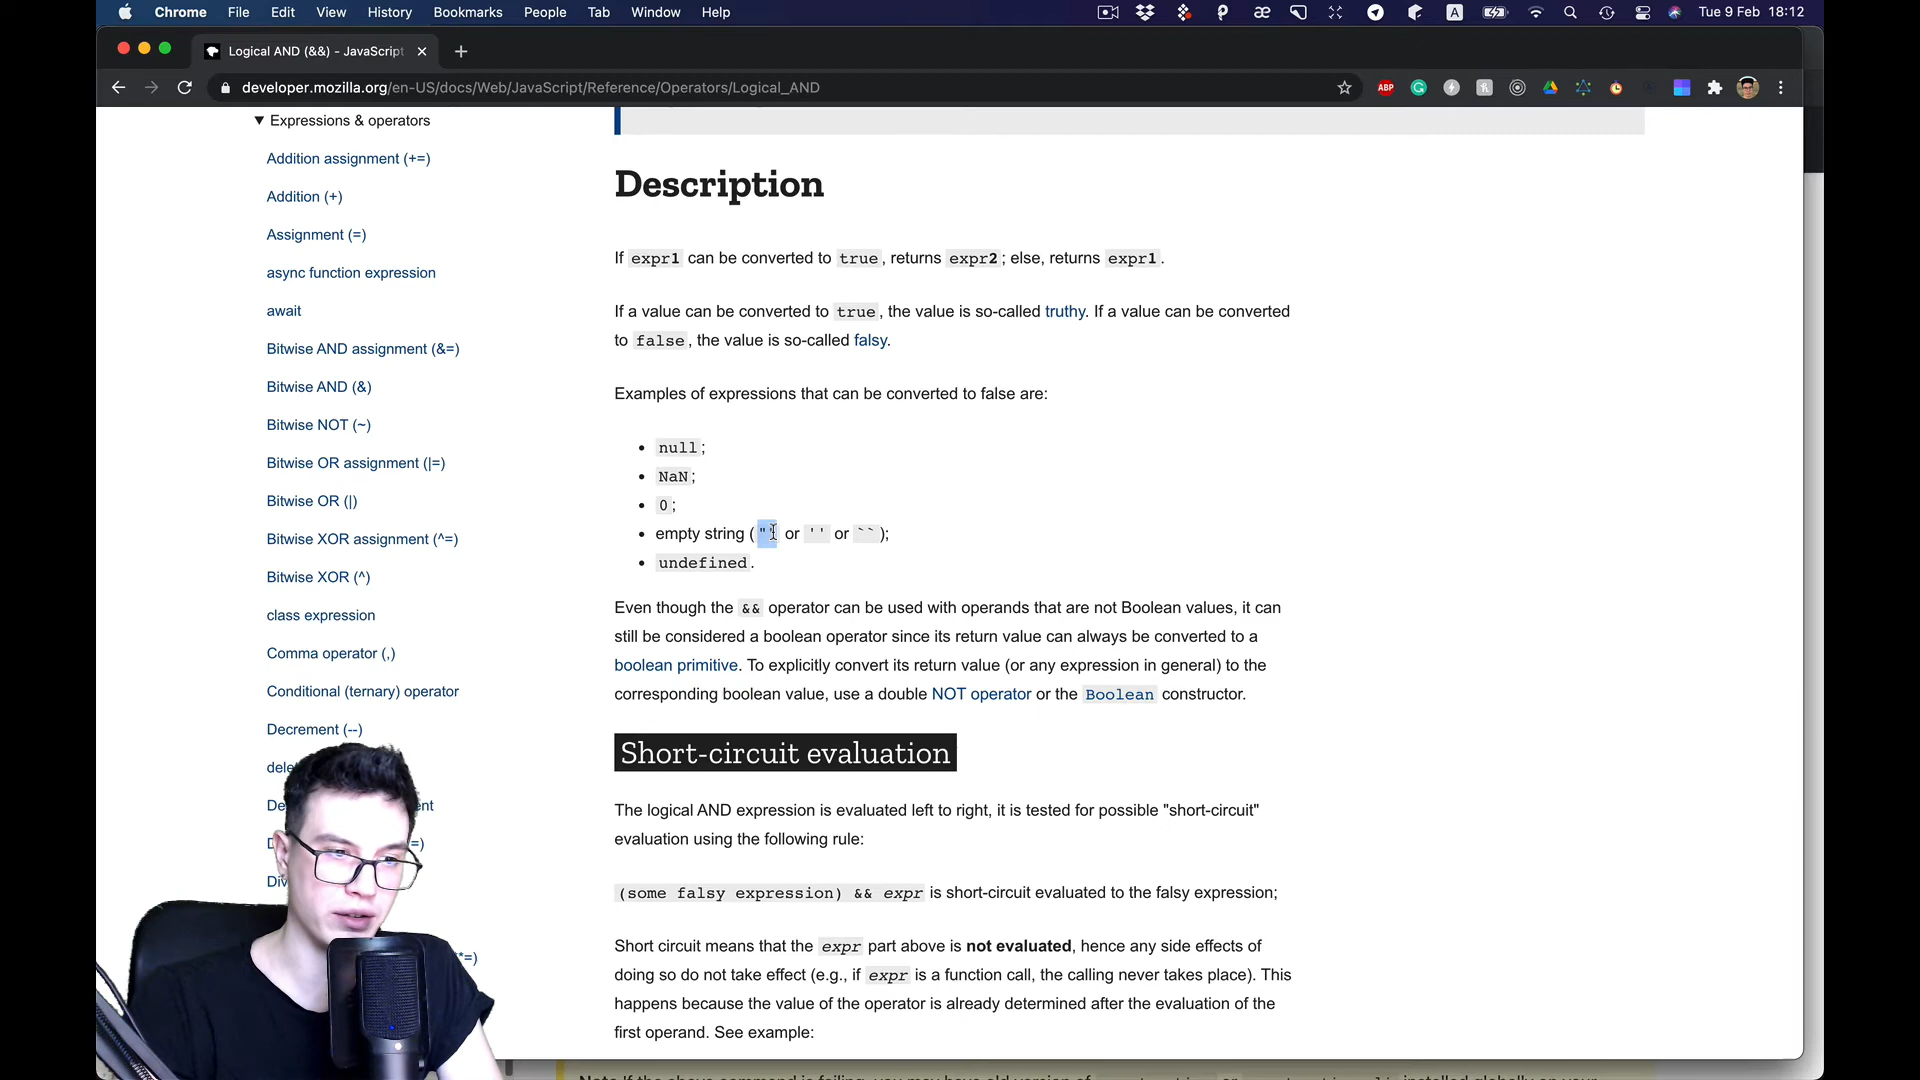 Chrome File Edit View History Bookmarks People Tab Window Help
A
Tue 9 Feb 18:12
Logical AND (&&) - JavaScript
developer.mozilla.org/en-US/docs/Web/JavaScript/Reference/Operators/Logical_AND
ABP
Expressions & operators
Addition assignment (+=)
Addition (+)
Assignment (=)
async function expression
await
Bitwise AND assignment (&=)
Bitwise AND (&)
Bitwise NOT (~)
Bitwise OR assignment (|=)
Bitwise OR (|)
Bitwise XOR assignment (^=)
Bitwise XOR (^)
class expression
Comma operator (,)
Conditional (ternary) operator
Decrement (--)
Description
If expr1 can be converted to true, returns expr2; else, returns expr1.
If a value can be converted to true, the value is so-called truthy. If a value can be converted
to false, the value is so-called falsy.
Examples of expressions that can be converted to false are:
• null;
• NaN;
• 0;
• empty string ("" or '' or ``);
• undefined.
Even though the && operator can be used with operands that are not Boolean values, it can
still be considered a boolean operator since its return value can always be converted to a
boolean primitive. To explicitly convert its return value (or any expression in general) to the
corresponding boolean value, use a double NOT operator or the Boolean constructor.
Short-circuit evaluation
The logical AND expression is evaluated left to right, it is tested for possible "short-circuit"
evaluation using the following rule:
(some falsy expression) && expr is short-circuit evaluated to the falsy expression;
Short circuit means that the expr part above is not evaluated, hence any side effects of
doing so do not take effect (e.g., if expr is a function call, the calling never takes place). This
happens because the value of the operator is already determined after the evaluation of the
first operand. See example: